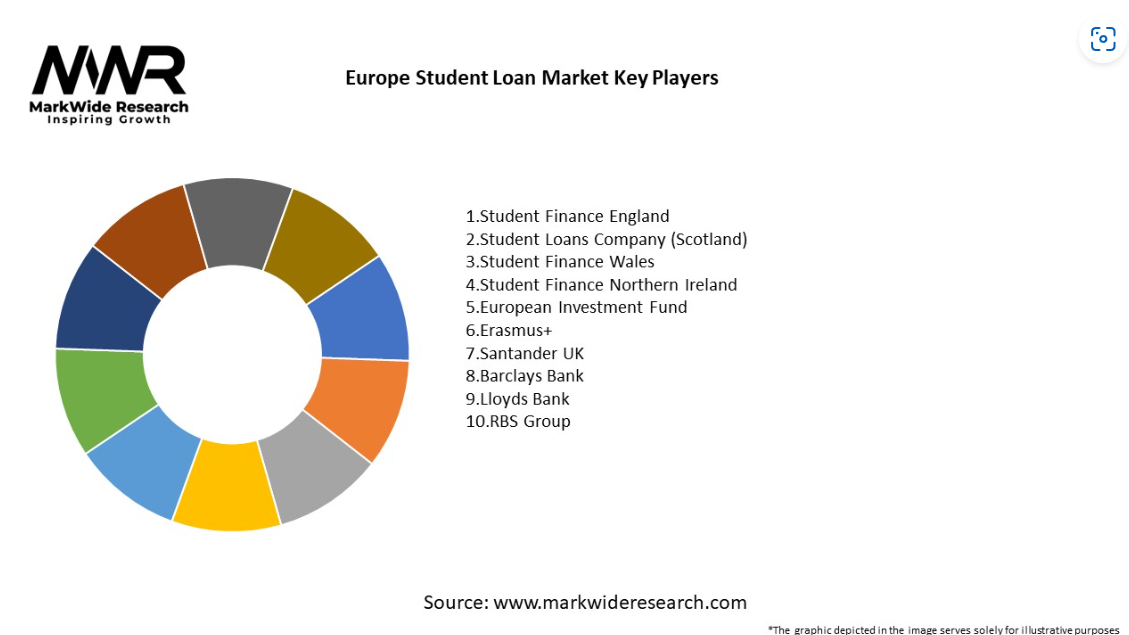 MWR
MarkWide Research
Inspiring Growth
Europe Student Loan Market Key Players
1.Student Finance England
2.Student Loans Company (Scotland)
3.Student Finance Wales
4.Student Finance Northern Ireland
5.European Investment Fund
6.Erasmus+
7.Santander UK
8.Barclays Bank
9.Lloyds Bank
10.RBS Group
Source: www.markwideresearch.com
*The graphic depicted in the image serves solely for illustrative purposes